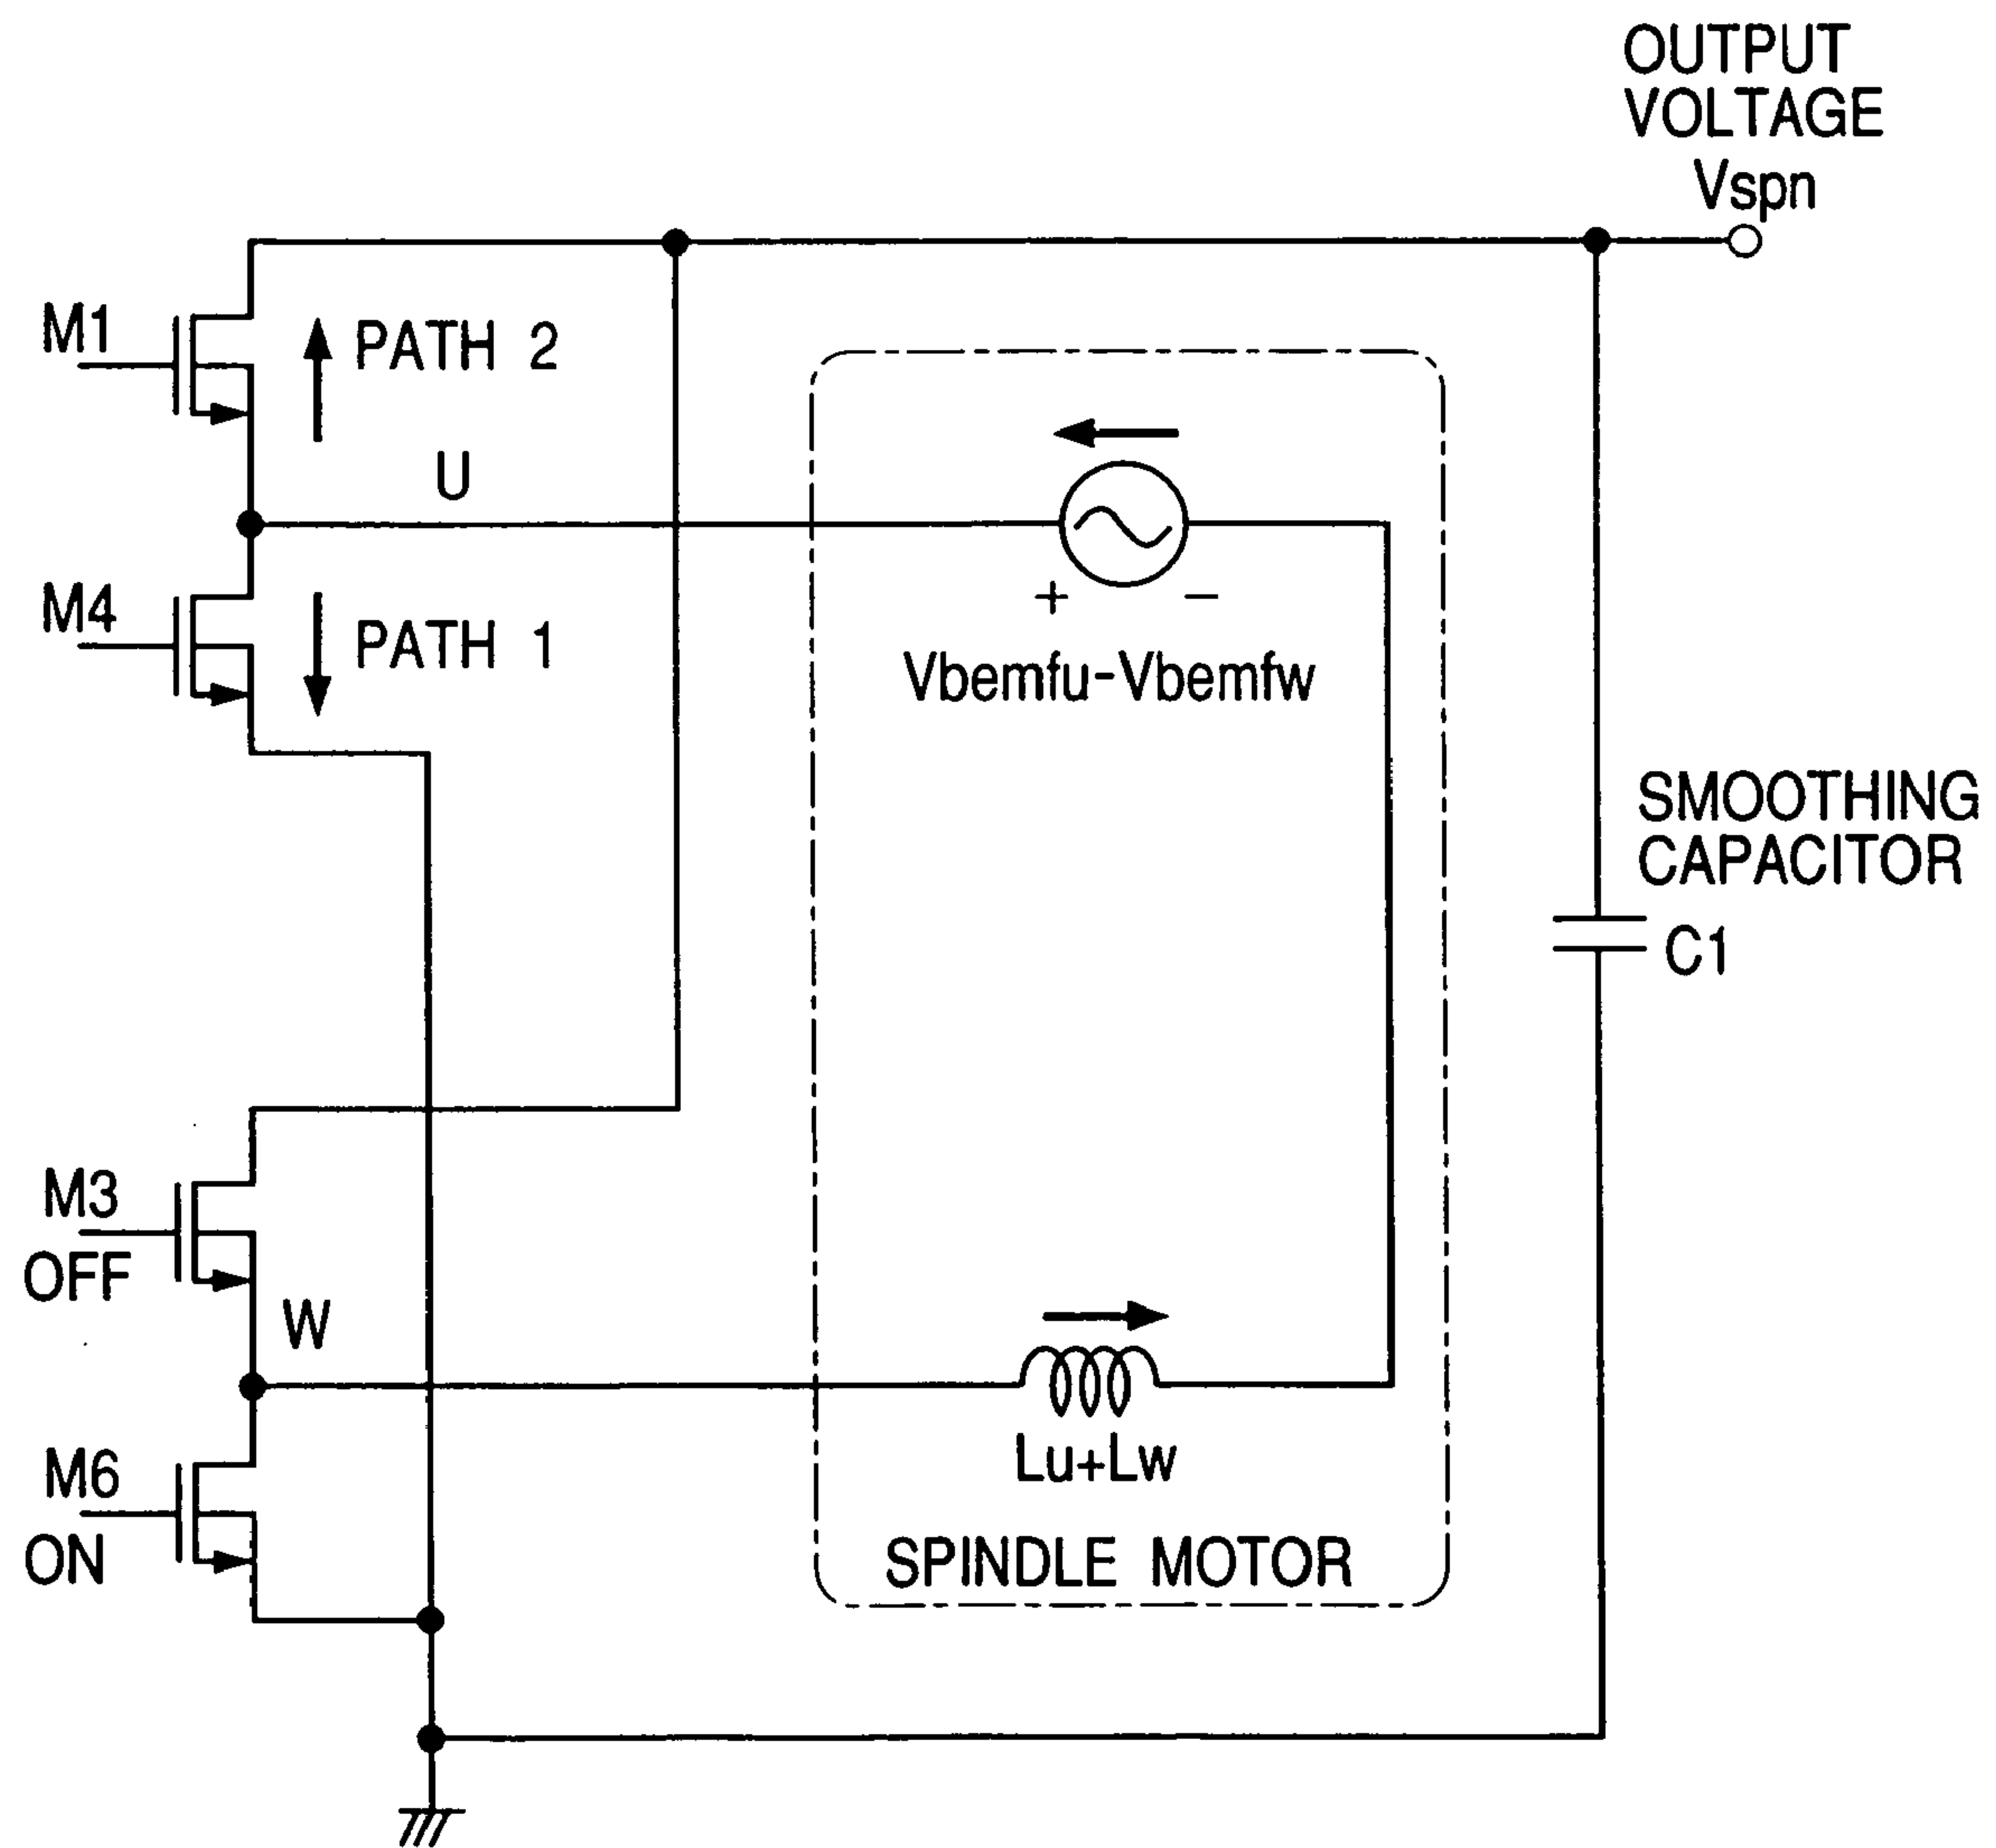 OUTPUT
VOLTAGE
Vspn
M1
PATH 2
U
M4
PATH 1
+ −
Vbemfu-Vbemfw
SMOOTHING
CAPACITOR
C1
M3
OFF
W
M6
ON
Lu+Lw
SPINDLE MOTOR